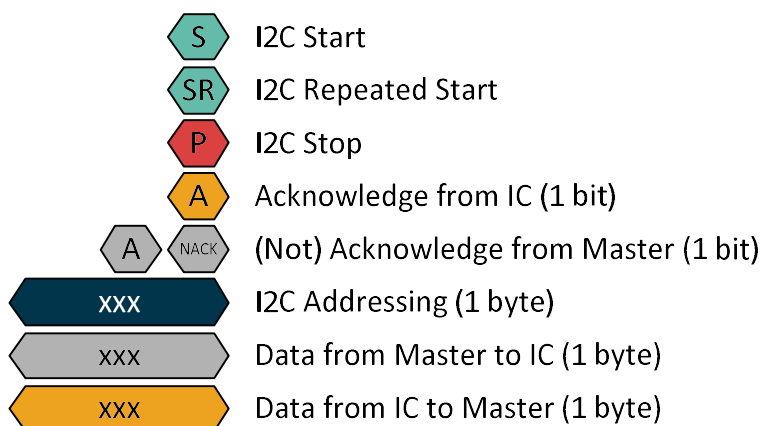 S I2C Start
SR I2C Repeated Start
P I2C Stop
A Acknowledge from IC (1 bit)
A NACK (Not) Acknowledge from Master (1 bit)
xxx I2C Addressing (1 byte)
xxx Data from Master to IC (1 byte)
xxx Data from IC to Master (1 byte)